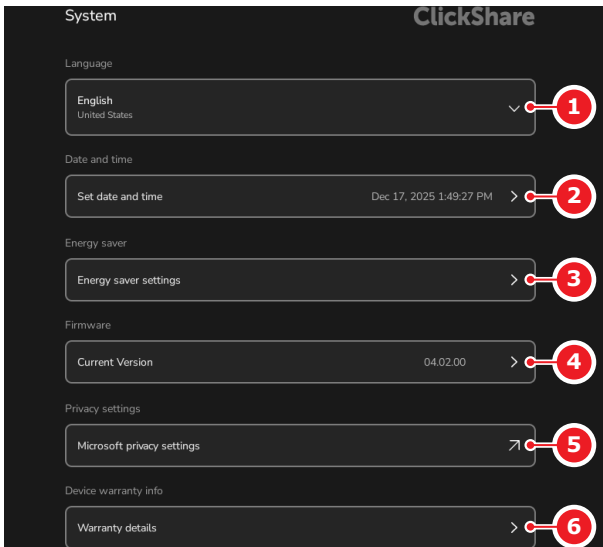 System
ClickShare
Language
English
United States
1
Date and time
Set date and time Dec 17, 2025 1:49:27 PM
2
Energy saver
Energy saver settings
3
Firmware
Current Version 04.02.00
4
Privacy settings
Microsoft privacy settings
5
Device warranty info
Warranty details
6